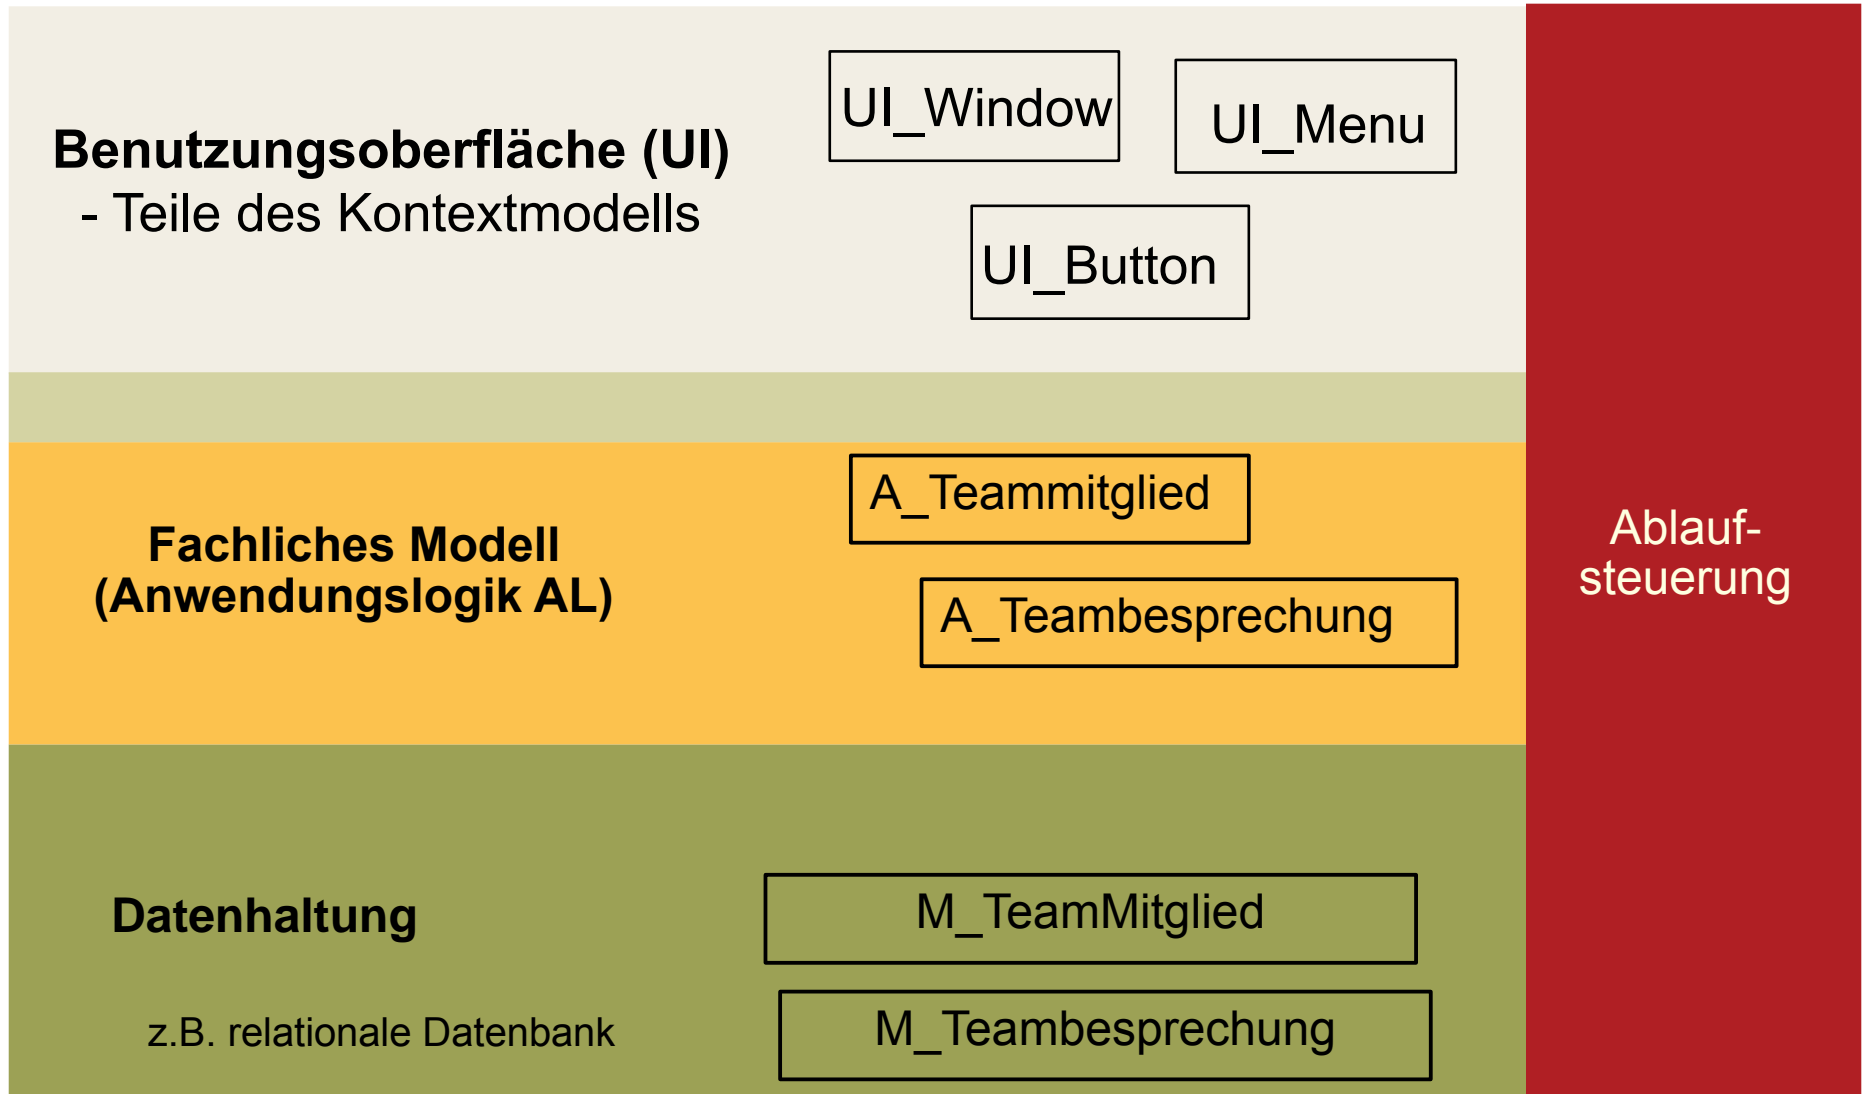 Benutzungsoberfläche (UI)
- Teile des Kontextmodells
UI_Window
UI_Menu
UI_Button
Fachliches Modell
(Anwendungslogik AL)
A_Teammitglied
A_Teambesprechung
Ablauf-
steuerung
Datenhaltung
z.B. relationale Datenbank
M_TeamMitglied
M_Teambesprechung